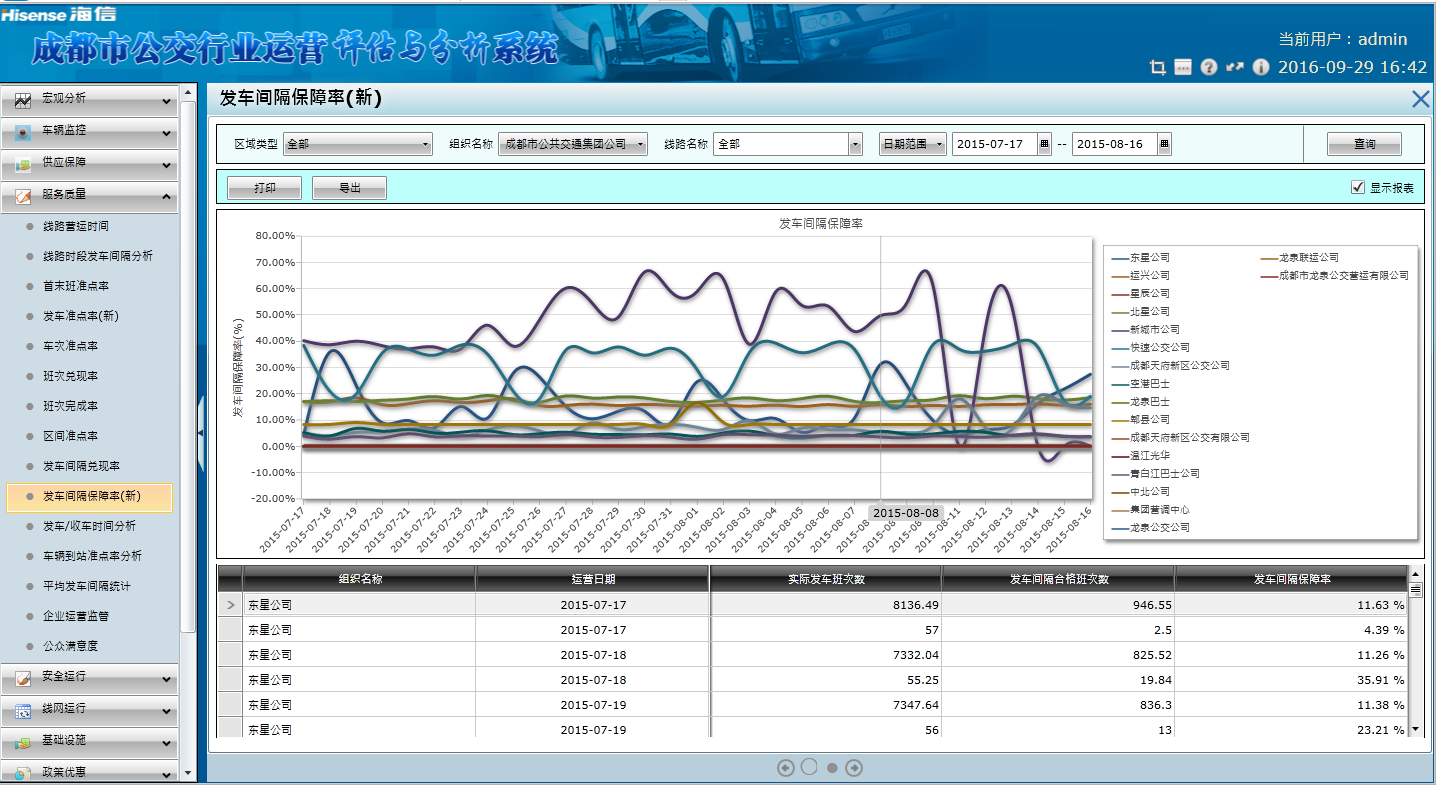 Hisense 海信
成都市公交行业运营评估与分析系统
当前用户：admin
2016-09-29 16:42
宏观分析
车辆监控
供应保障
服务质量
线路营运时间
线路时段发车间隔分析
首末班准点率
发车准点率(新)
车次准点率
班次兑现率
班次完成率
区间准点率
发车间隔兑现率
发车间隔保障率(新)
发车/收车时间分析
车辆到站准点率分析
平均发车间隔统计
企业运营监管
公众满意度
安全运行
线网运行
基础设施
政策优惠
发车间隔保障率(新)
区域类型 全部 组织名称 成都市公共交通集团公司 线路名称 全部 日期范围 2015-07-17 -- 2015-08-16 查询
打印 导出 显示报表
发车间隔保障率
发车间隔保障率(%)
80.00%
70.00%
60.00%
50.00%
40.00%
30.00%
20.00%
10.00%
0.00%
-10.00%
-20.00%
2015-07-17
2015-07-18
2015-07-19
2015-07-20
2015-07-21
2015-07-22
2015-07-23
2015-07-24
2015-07-25
2015-07-26
2015-07-27
2015-07-28
2015-07-29
2015-07-30
2015-07-31
2015-08-01
2015-08-02
2015-08-03
2015-08-04
2015-08-05
2015-08-06
2015-08-07
2015-08-08
2015-08-11
2015-08-12
2015-08-13
2015-08-14
2015-08-15
2015-08-16
东星公司
运兴公司
星辰公司
北星公司
新城市公司
快速公交公司
成都天府新区公交公司
空港巴士
龙泉巴士
郫县公司
成都天府新区公交有限公司
温江光华
青白江巴士公司
中北公司
集团营调中心
龙泉公交公司
龙泉联运公司
成都市龙泉公交营运有限公司
组织名称 运营日期 实际发车班次数 发车间隔合格班次数 发车间隔保障率
东星公司 2015-07-17 8136.49 946.55 11.63 %
东星公司 2015-07-17 57 2.5 4.39 %
东星公司 2015-07-18 7332.04 825.52 11.26 %
东星公司 2015-07-18 55.25 19.84 35.91 %
东星公司 2015-07-19 7347.64 836.3 11.38 %
东星公司 2015-07-19 56 13 23.21 %